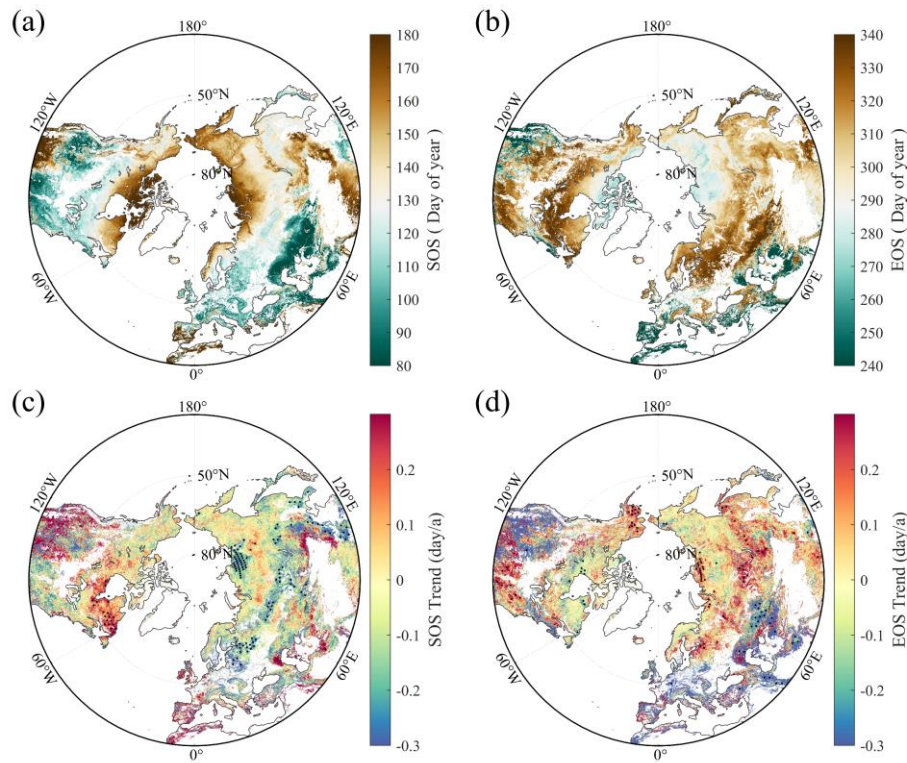 (a)
180°
120°W
50°N
80°N
120°E
60°W
60°E
0°
180
170
160
150
140
130
120
110
100
90
80
SOS ( Day of year )
(b)
180°
120°W
50°N
80°N
120°E
60°W
60°E
0°
340
330
320
310
300
290
280
270
260
250
240
EOS ( Day of year )
(c)
180°
120°W
50°N
80°N
120°E
60°W
60°E
0°
0.2
0.1
0
-0.1
-0.2
-0.3
SOS Trend (day/a)
(d)
180°
120°W
50°N
80°N
120°E
60°W
60°E
0°
0.2
0.1
0
-0.1
-0.2
-0.3
EOS Trend (day/a)